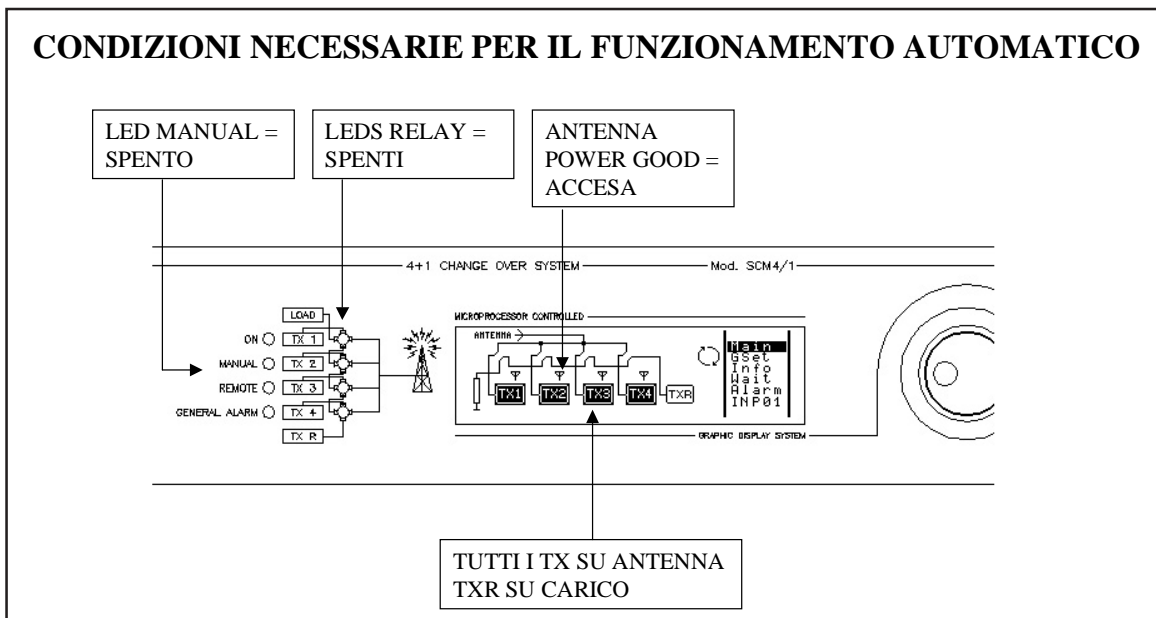 CONDIZIONI NECESSARIE PER IL FUNZIONAMENTO AUTOMATICO
LED MANUAL =
SPENTO
LEDS RELAY =
SPENTI
ANTENNA
POWER GOOD =
ACCESA
4+1 CHANGE OVER SYSTEM
Mod. SCM4/1
LOAD
ON TX 1
MANUAL TX 2
REMOTE TX 3
GENERAL ALARM TX 4
TX R
MICROPROCESSOR CONTROLLED
ANTENNA
TX1 TX2 TX3 TX4 TXR
Main
GSet
Info
Wait
Alarm
INP01
GRAPHIC DISPLAY SYSTEM
TUTTI I TX SU ANTENNA
TXR SU CARICO